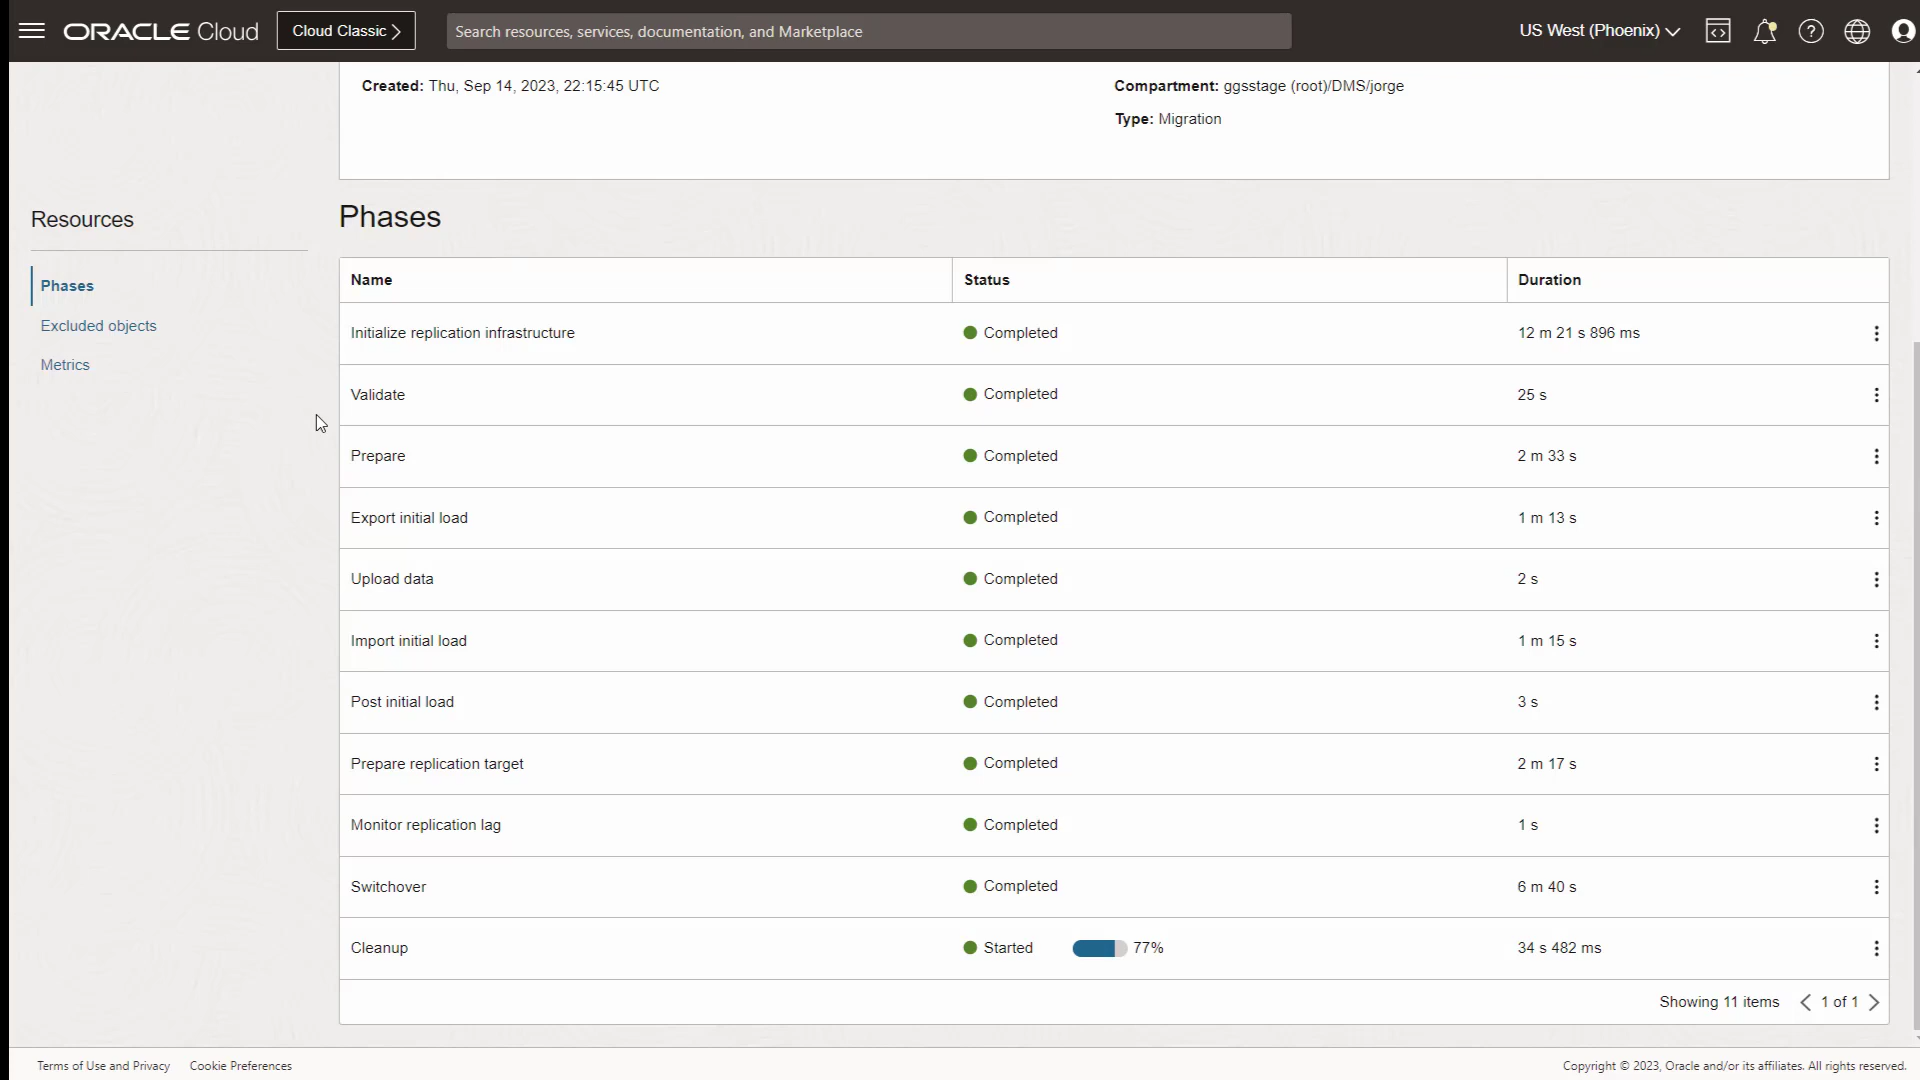 ORACLE Cloud
Cloud Classic
Search resources, services, documentation, and Marketplace
US West (Phoenix)
Created: Thu, Sep 14, 2023, 22:15:45 UTC
Compartment: ggsstage (root)/DMS/jorge
Type: Migration
Resources
Phases
Excluded objects
Metrics
Phases
Name Status Duration
Initialize replication infrastructure Completed 12 m 21 s 896 ms
Validate Completed 25 s
Prepare Completed 2 m 33 s
Export initial load Completed 1 m 13 s
Upload data Completed 2 s
Import initial load Completed 1 m 15 s
Post initial load Completed 3 s
Prepare replication target Completed 2 m 17 s
Monitor replication lag Completed 1 s
Switchover Completed 6 m 40 s
Cleanup Started 77% 34 s 482 ms
Showing 11 items 1 of 1
Terms of Use and Privacy Cookie Preferences
Copyright © 2023, Oracle and/or its affiliates. All rights reserved.